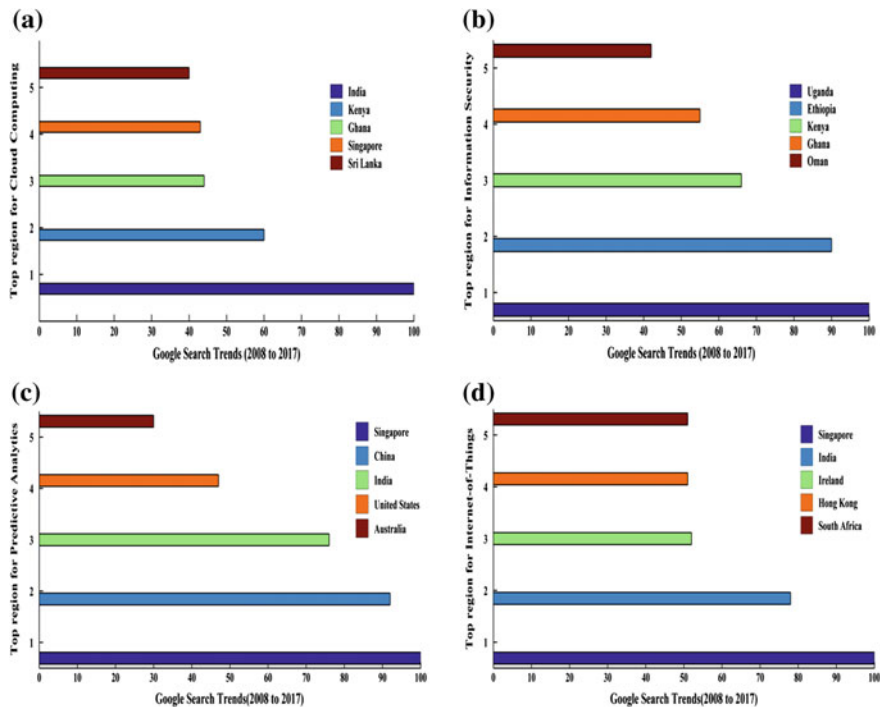 (a)
Top region for Cloud Computing
5
4
3
2
1
0 10 20 30 40 50 60 70 80 90 100
Google Search Trends (2008 to 2017)
India
Kenya
Ghana
Singapore
Sri Lanka
(b)
Top region for Information Security
5
4
3
2
1
0 10 20 30 40 50 60 70 80 90 100
Google Search Trends (2008 to 2017)
Uganda
Ethiopia
Kenya
Ghana
Oman
(c)
Top region for Predictive Analytics
5
4
3
2
1
0 10 20 30 40 50 60 70 80 90 100
Google Search Trends(2008 to 2017)
Singapore
China
India
United States
Australia
(d)
Top region for Internet-of-Things
5
4
3
2
1
0 10 20 30 40 50 60 70 80 90 100
Google Search Trends (2008 to 2017)
Singapore
India
Ireland
Hong Kong
South Africa